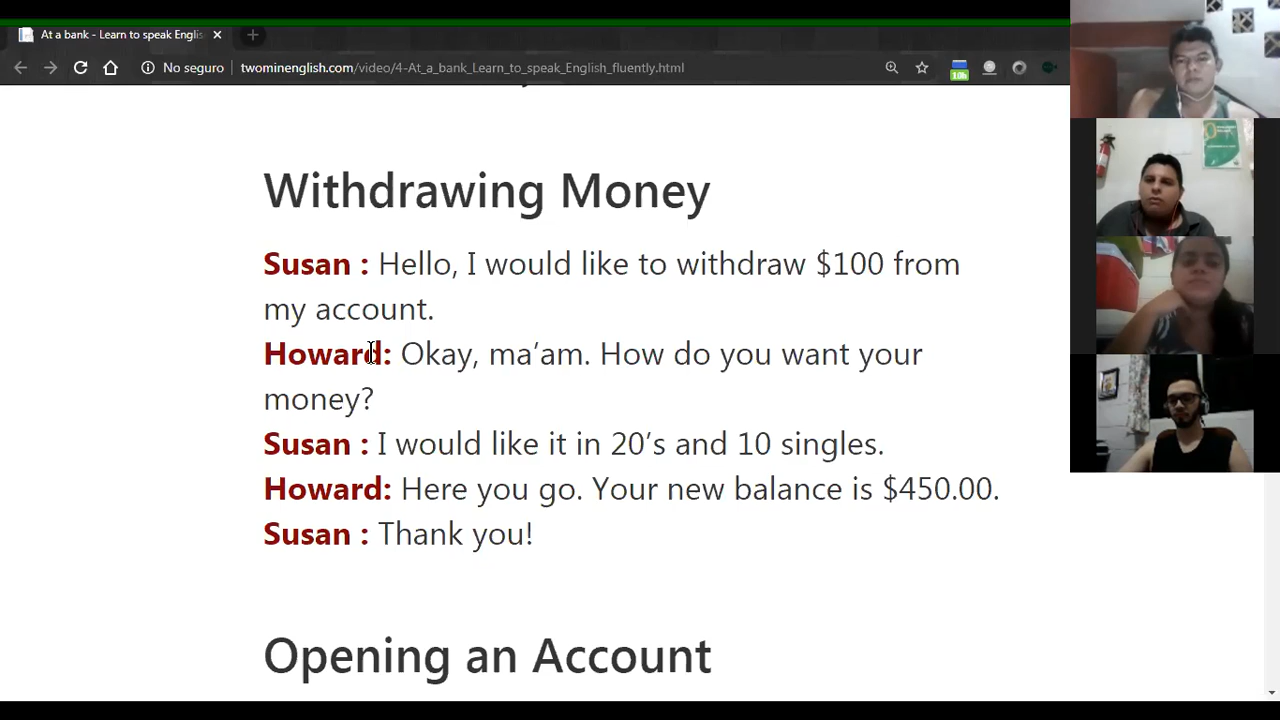 At a bank - Learn to speak Englis
No seguro
twominenglish.com/video/4-At_a_bank_Learn_to_speak_English_fluently.html
10h
Withdrawing Money
Susan : Hello, I would like to withdraw $100 from
my account.
Howard: Okay, ma’am. How do you want your
money?
Susan : I would like it in 20’s and 10 singles.
Howard: Here you go. Your new balance is $450.00.
Susan : Thank you!
Opening an Account